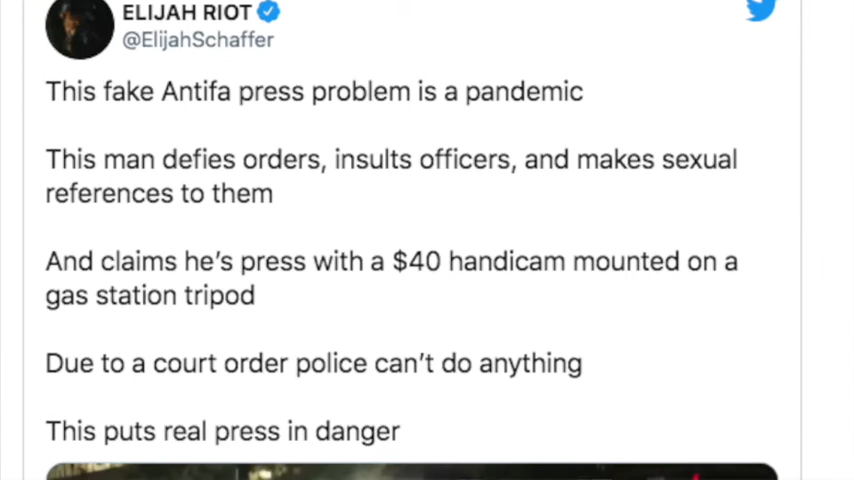 ELIJAH RIOT
@ElijahSchaffer
This fake Antifa press problem is a pandemic
This man defies orders, insults officers, and makes sexual
references to them
And claims he's press with a $40 handicam mounted on a
gas station tripod
Due to a court order police can't do anything
This puts real press in danger